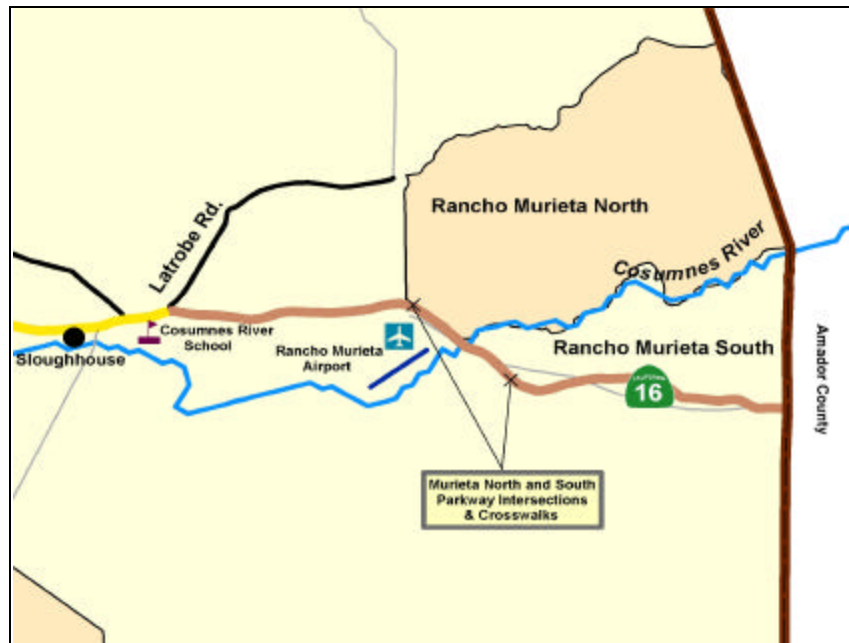 Rancho Murieta North
Latrobe Rd.
Cosumnes River
Cosumnes River
School
Sloughhouse
Rancho Murieta
Airport
Rancho Murieta South
CALIFORNIA
16
Amador County
Murieta North and South
Parkway Intersections
& Crosswalks